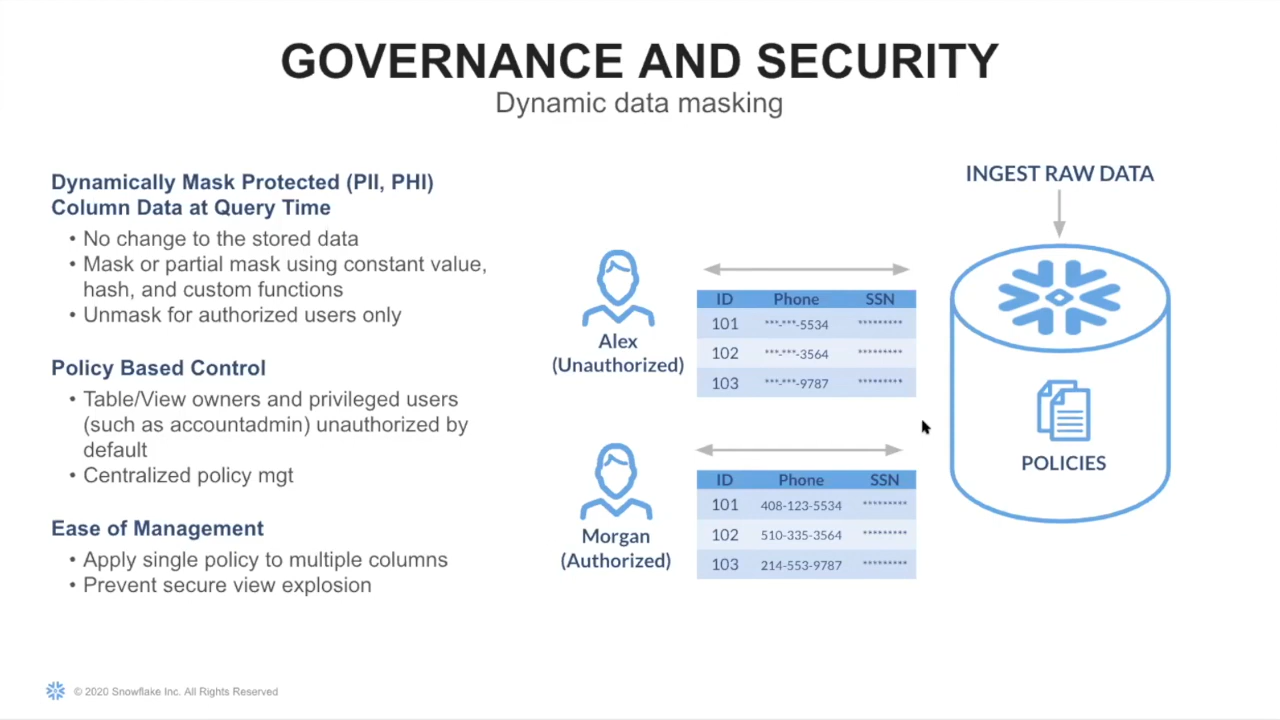 GOVERNANCE AND SECURITY
Dynamic data masking
Dynamically Mask Protected (PII, PHI)
Column Data at Query Time
• No change to the stored data
• Mask or partial mask using constant value,
hash, and custom functions
• Unmask for authorized users only
Policy Based Control
• Table/View owners and privileged users
(such as accountadmin) unauthorized by
default
• Centralized policy mgt
Ease of Management
• Apply single policy to multiple columns
• Prevent secure view explosion
Alex
(Unauthorized)
ID Phone SSN
101 ***-***-5534 *********
102 ***-***-3564 *********
103 ***-***-9787 *********
Morgan
(Authorized)
ID Phone SSN
101 408-123-5534 *********
102 510-335-3564 *********
103 214-553-9787 *********
INGEST RAW DATA
POLICIES
© 2020 Snowflake Inc. All Rights Reserved